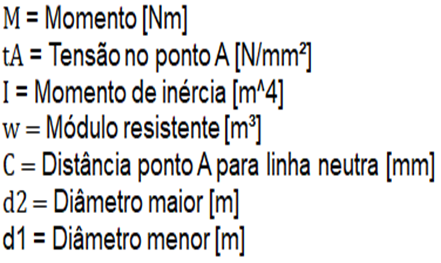 M = Momento [Nm]
tA = Tensão no ponto A [N/mm²]
I = Momento de inércia [m^4]
w = Módulo resistente [m³]
C = Distância ponto A para linha neutra [mm]
d2 = Diâmetro maior [m]
d1 = Diâmetro menor [m]